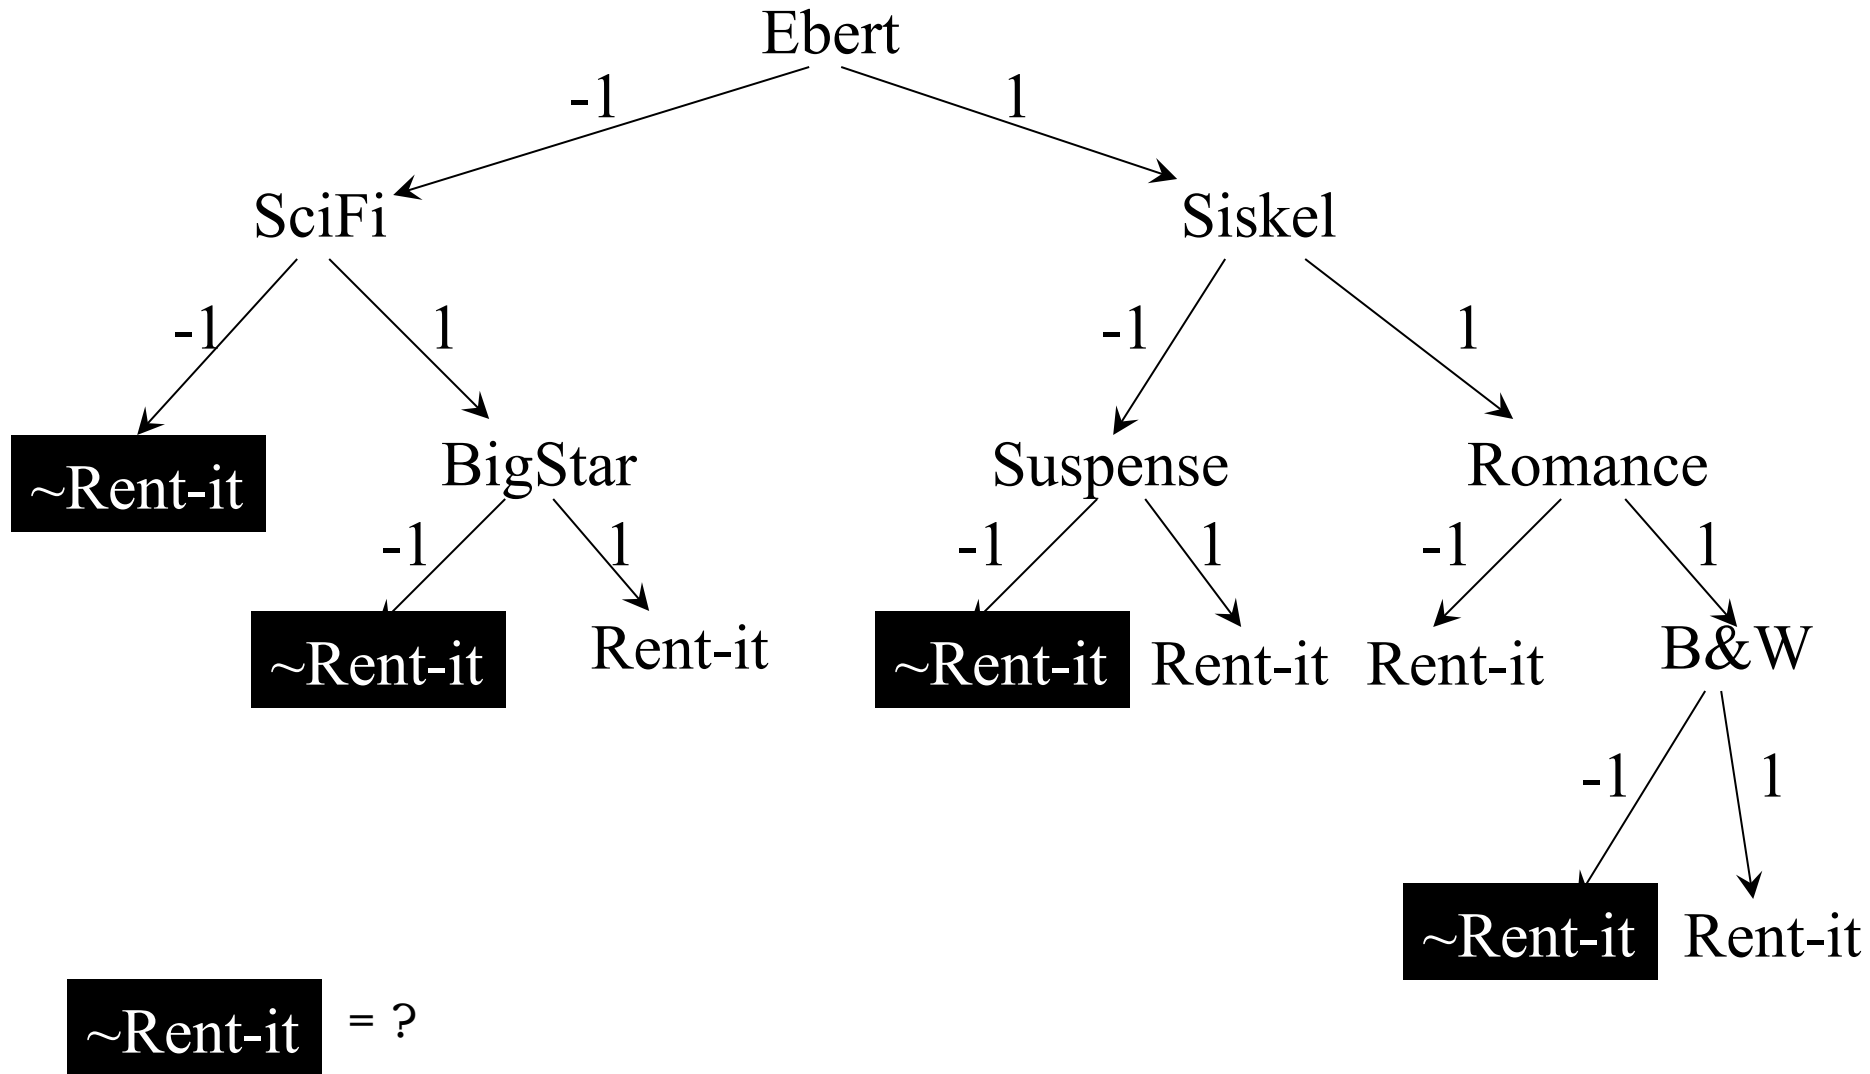 Ebert
-1 1
SciFi Siskel
-1 1 -1 1
~Rent-it BigStar Suspense Romance
-1 1 -1 1 -1 1
~Rent-it Rent-it ~Rent-it Rent-it Rent-it B&W
-1 1
~Rent-it Rent-it
~Rent-it = ?